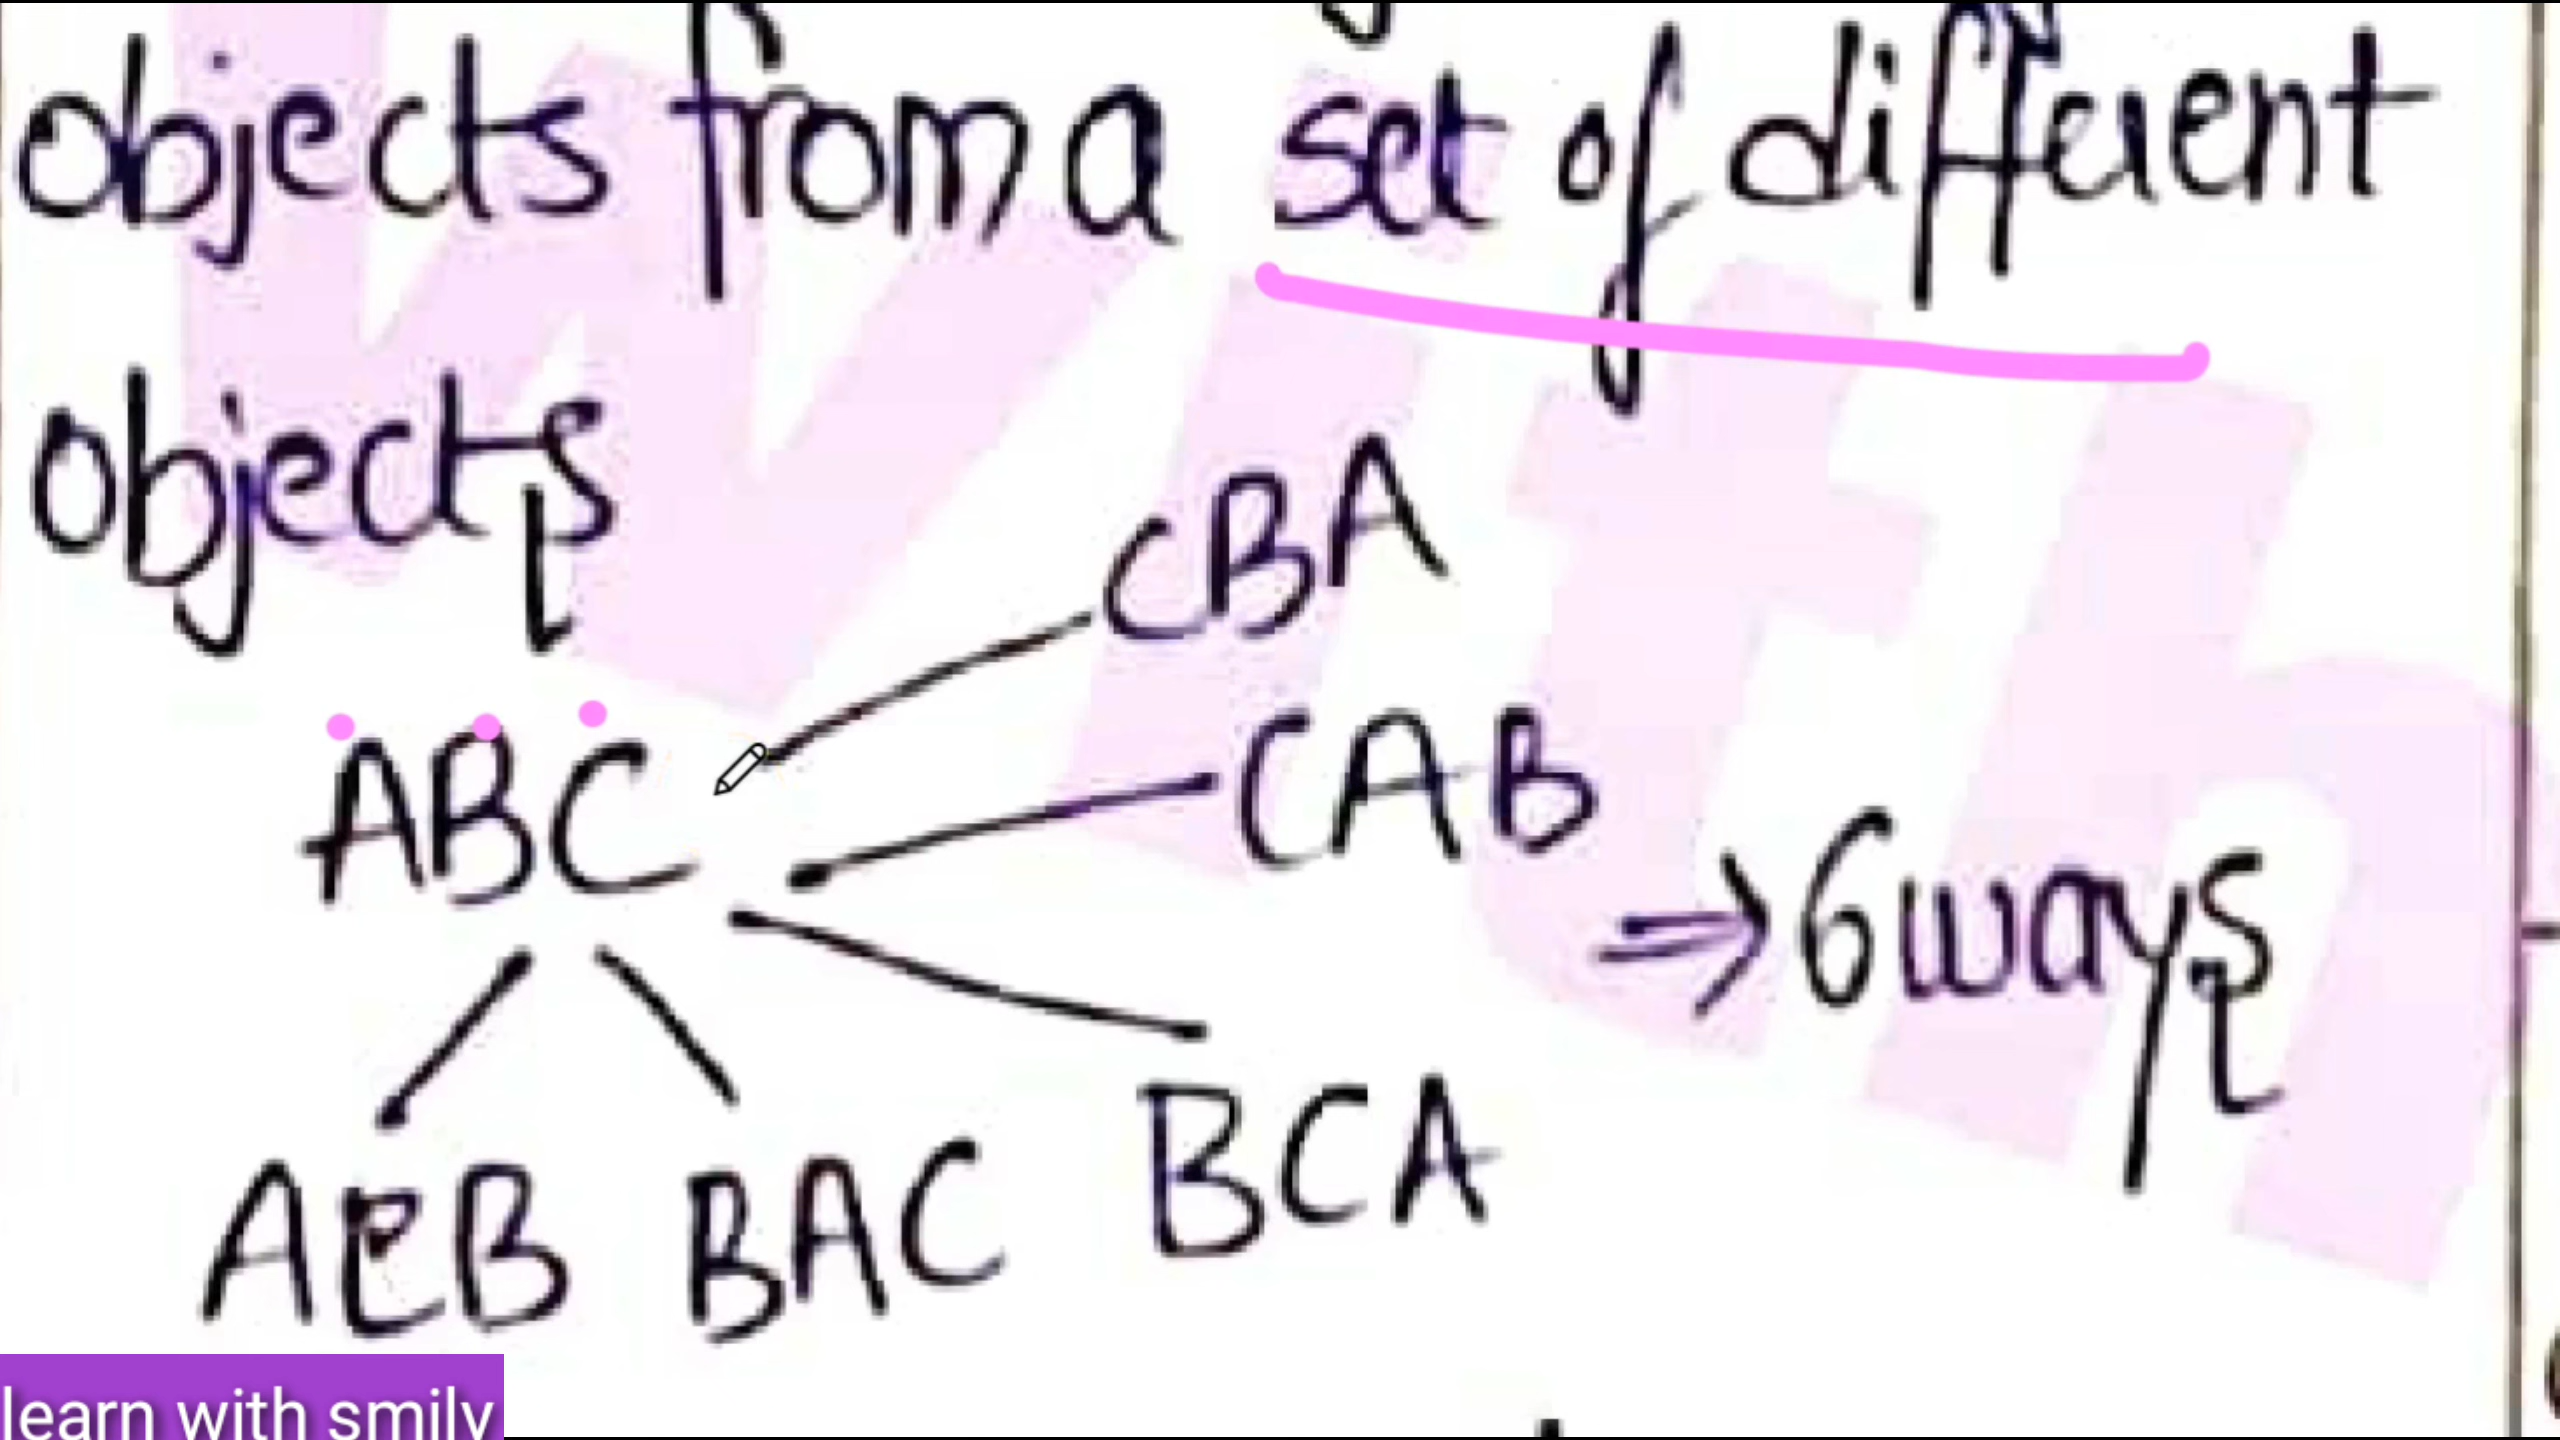 objects from a set of different
objects
CBA
ABC
CAB
⇒ 6 ways
ACB BAC BCA
learn with smily